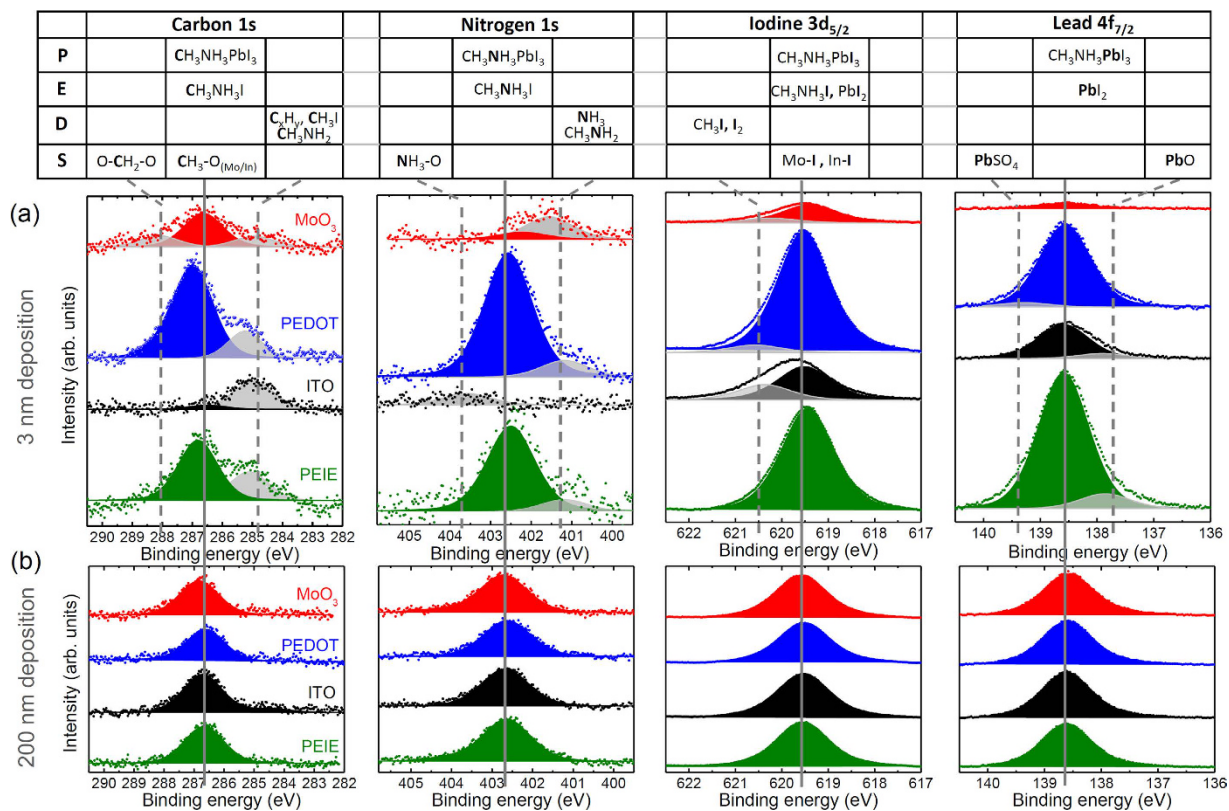 Carbon 1s Nitrogen 1s Iodine 3d5/2 Lead 4f7/2
P CH3NH3PbI3 CH3NH3PbI3 CH3NH3PbI3 CH3NH3PbI3
E CH3NH3I CH3NH3I CH3NH3I, PbI2 PbI2
D CxHy, CH3I NH3 CH3I, I2
CH3NH2 CH3NH2
S O-CH2-O CH3-O(Mo/In) NH3-O Mo-I , In-I PbSO4 PbO
(a)
3 nm deposition
Intensity (arb. units)
MoO3
PEDOT
ITO
PEIE
290 289 288 287 286 285 284 283 282
405 404 403 402 401 400
622 621 620 619 618 617
140 139 138 137 136
Binding energy (eV) Binding energy (eV) Binding energy (eV) Binding energy (eV)
(b)
200 nm deposition
Intensity (arb. units)
MoO3
PEDOT
ITO
PEIE
290 289 288 287 286 285 284 283 282
405 404 403 402 401 400
622 621 620 619 618 617
140 139 138 137 136
Binding energy (eV) Binding energy (eV) Binding energy (eV) Binding energy (eV)